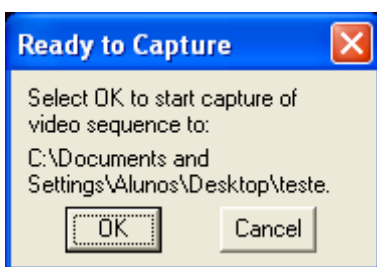 Ready to Capture
Select OK to start capture of
video sequence to:
C:\Documents and
Settings\Alunos\Desktop\teste.
OK Cancel